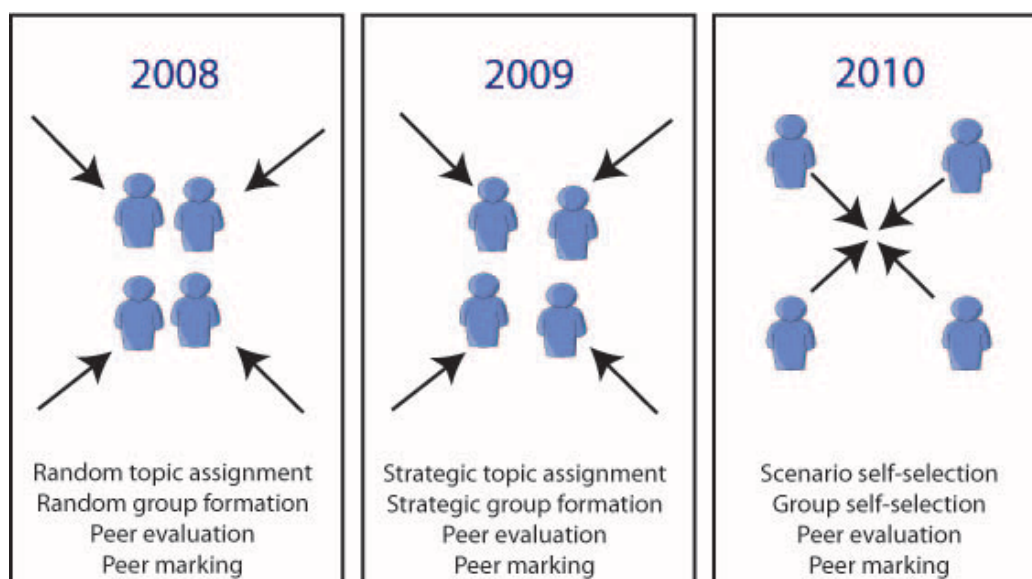 2008
Random topic assignment
Random group formation
Peer evaluation
Peer marking
2009
Strategic topic assignment
Strategic group formation
Peer evaluation
Peer marking
2010
Scenario self-selection
Group self-selection
Peer evaluation
Peer marking